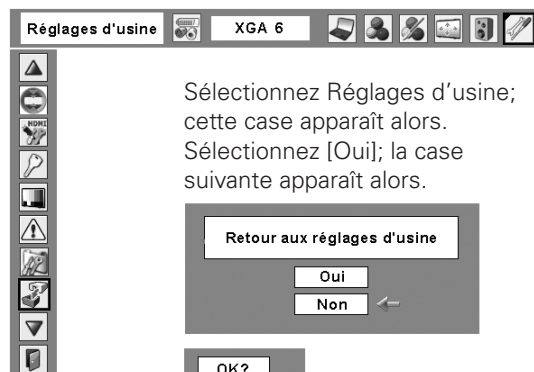 Réglages d'usine
XGA 6
HDMI
Sélectionnez Réglages d’usine;
cette case apparaît alors.
Sélectionnez [Oui]; la case
suivante apparaît alors.
Retour aux réglages d'usine
Oui
Non
OK?